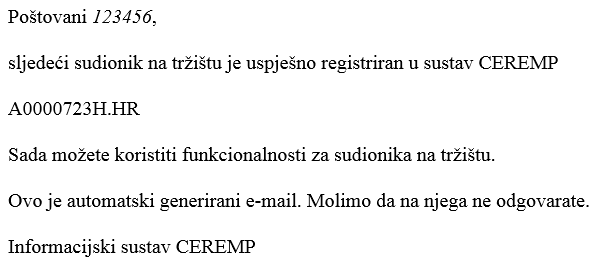 Poštovani 123456,
sljedeći sudionik na tržištu je uspješno registriran u sustav CEREMP
A0000723H.HR
Sada možete koristiti funkcionalnosti za sudionika na tržištu.
Ovo je automatski generirani e-mail. Molimo da na njega ne odgovarate.
Informacijski sustav CEREMP